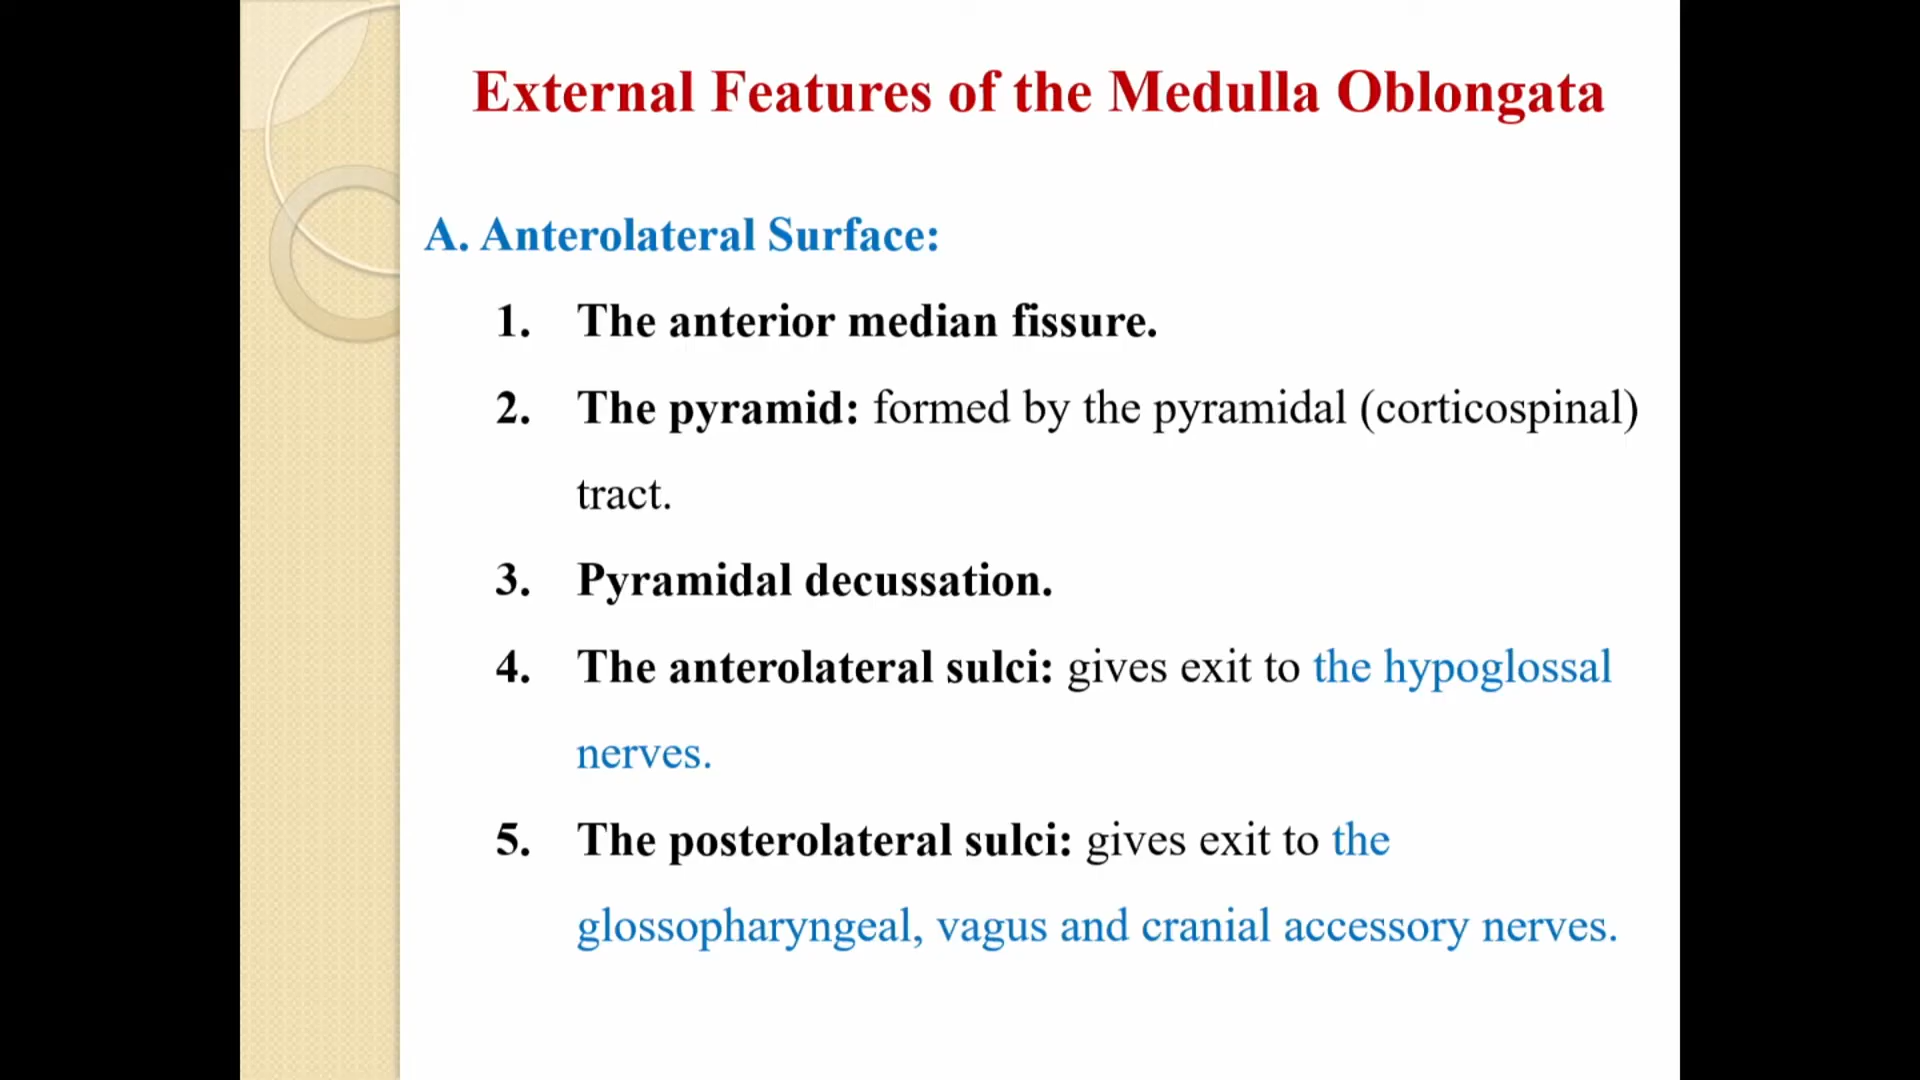 External Features of the Medulla Oblongata
A. Anterolateral Surface:
1. The anterior median fissure.
2. The pyramid: formed by the pyramidal (corticospinal)
tract.
3. Pyramidal decussation.
4. The anterolateral sulci: gives exit to the hypoglossal
nerves.
5. The posterolateral sulci: gives exit to the
glossopharyngeal, vagus and cranial accessory nerves.